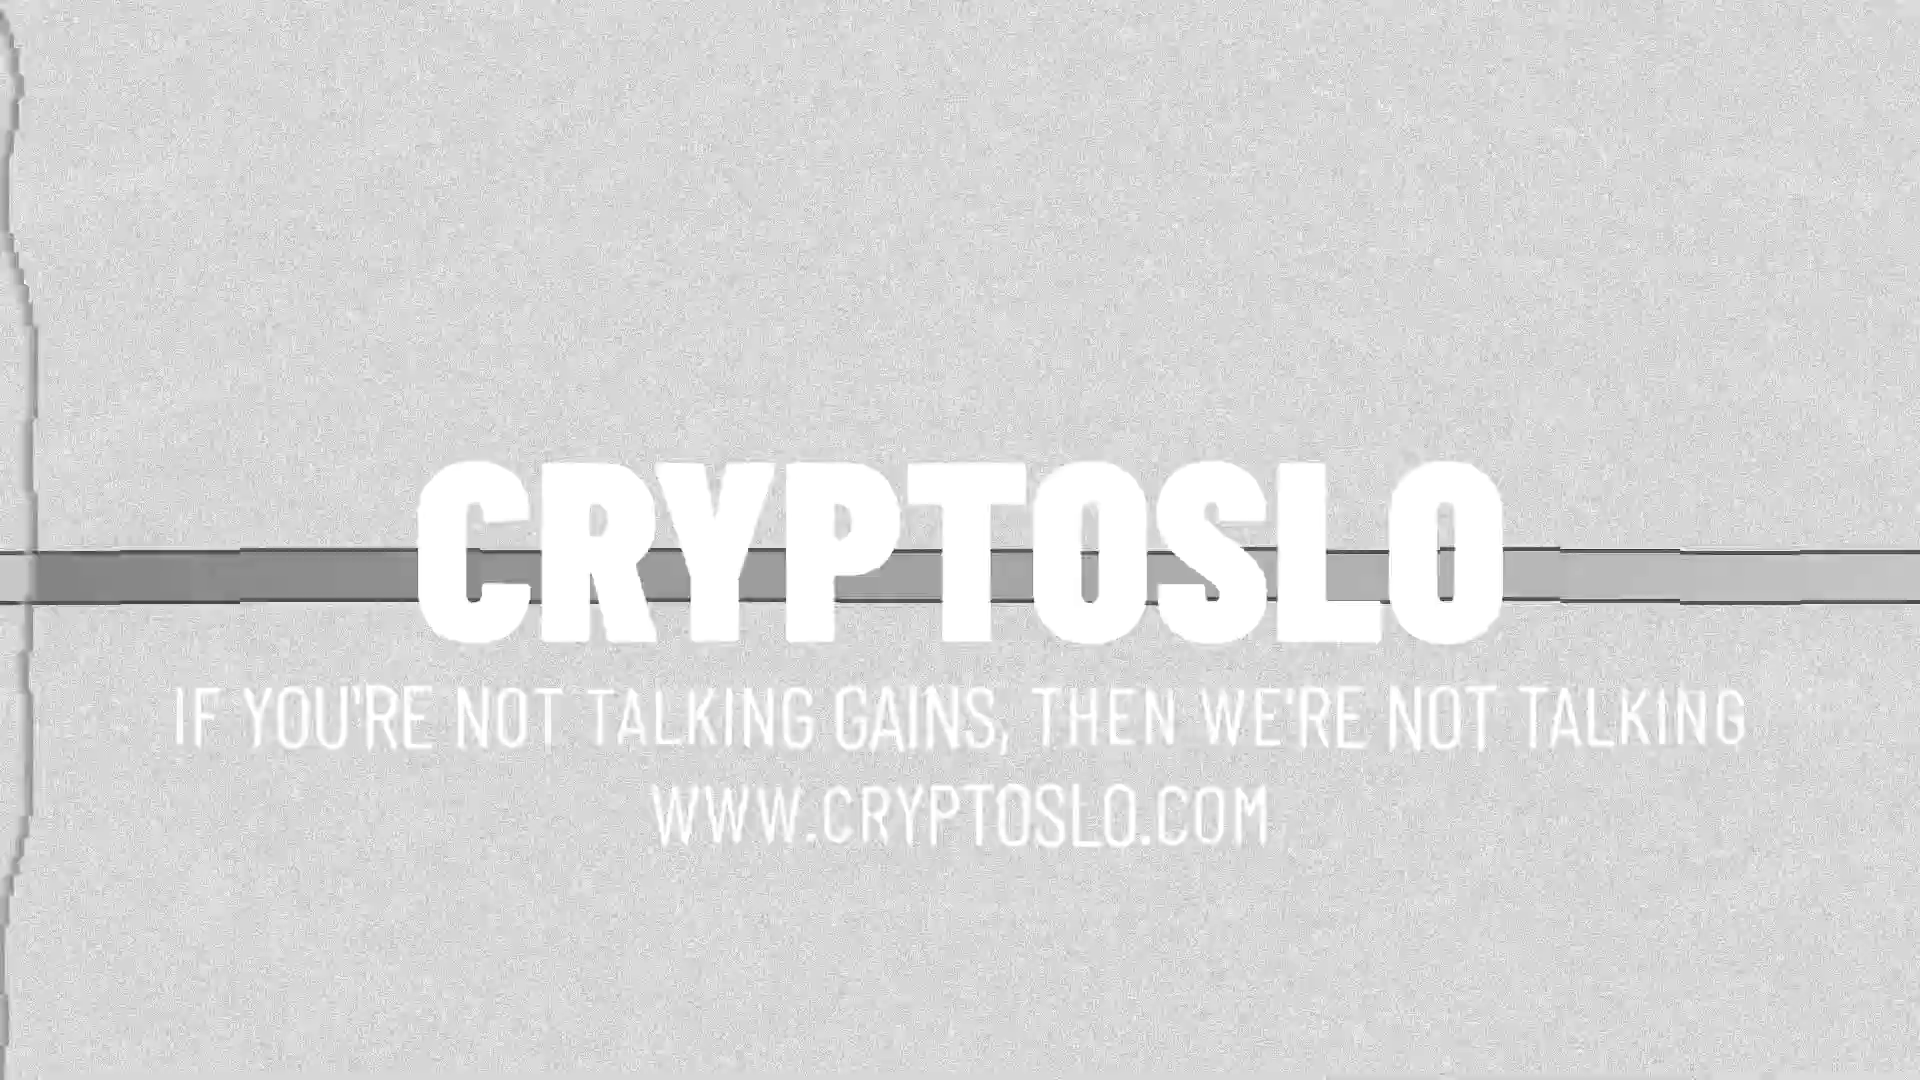 CRYPTOSLO
IF YOU'RE NOT TALKING GAINS, THEN WE'RE NOT TALKING
WWW.CRYPTOSLO.COM